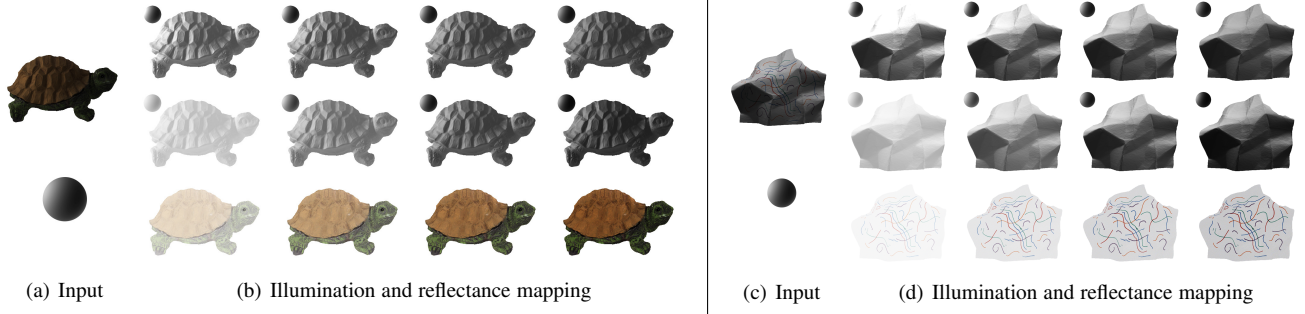 (a) Input
(b) Illumination and reflectance mapping
(c) Input
(d) Illumination and reflectance mapping